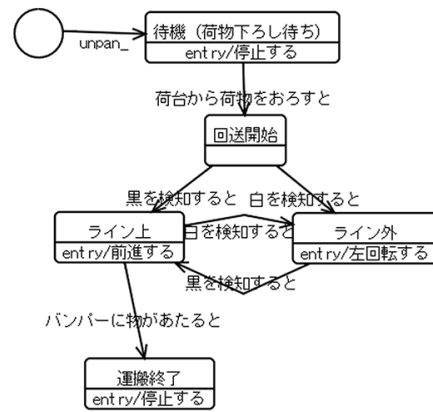 待機（荷物下ろし待ち）
entry/停止する
unpan_
荷台から荷物をおろすと
回送開始
黒を検知すると
白を検知すると
ライン上
entry/前進する
白を検知すると
ライン外
entry/左回転する
黒を検知すると
バンパーに物があたると
運搬終了
entry/停止する